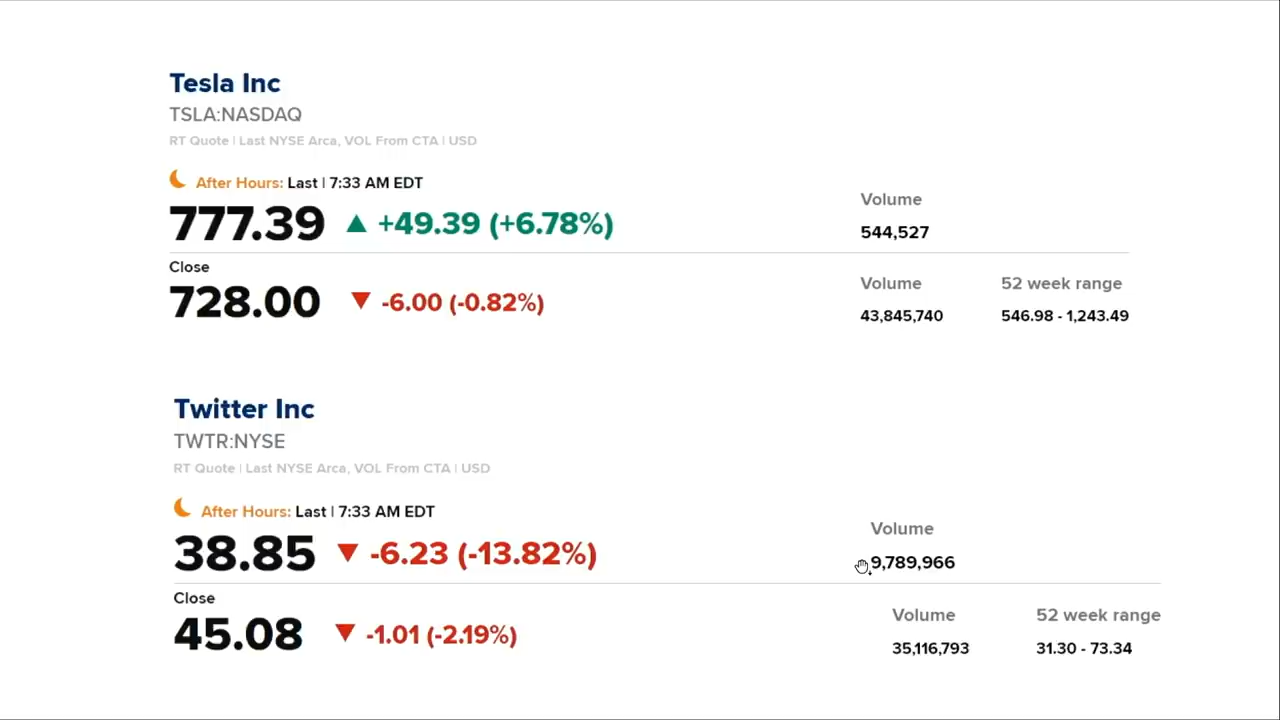 Tesla Inc
TSLA:NASDAQ
RT Quote | Last NYSE Arca, VOL From CTA | USD
After Hours: Last | 7:33 AM EDT
777.39 ▲ +49.39 (+6.78%)
Volume
544,527
Close
728.00 ▼ -6.00 (-0.82%)
Volume 52 week range
43,845,740 546.98 - 1,243.49
Twitter Inc
TWTR:NYSE
RT Quote | Last NYSE Arca, VOL From CTA | USD
After Hours: Last | 7:33 AM EDT
38.85 ▼ -6.23 (-13.82%)
Volume
9,789,966
Close
45.08 ▼ -1.01 (-2.19%)
Volume 52 week range
35,116,793 31.30 - 73.34